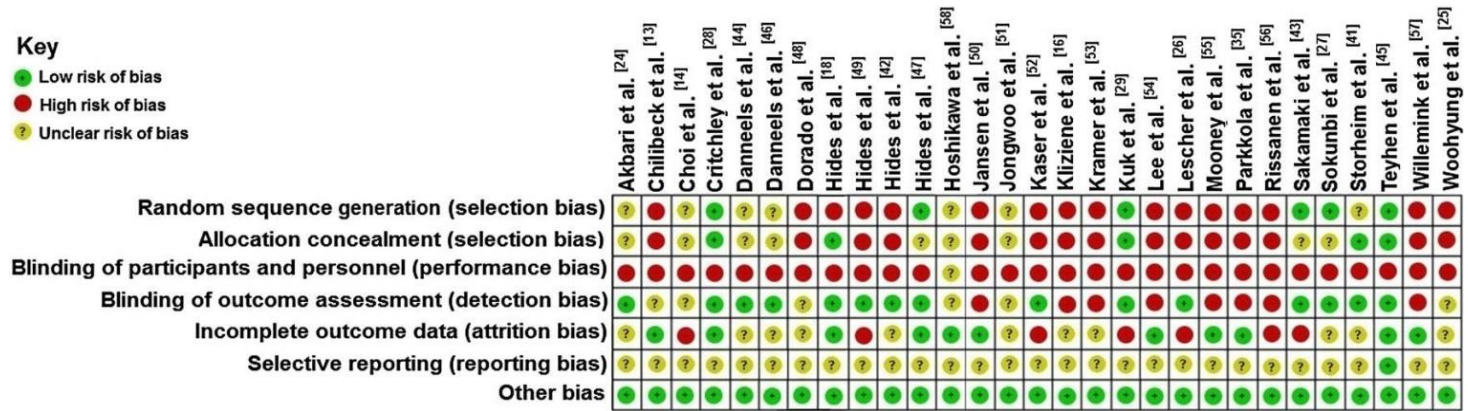 Key
+ Low risk of bias
High risk of bias
? Unclear risk of bias
Akbari et al. [24]
Chilibeck et al. [13]
Choi et al. [14]
Critchley et al. [28]
Danneels et al. [44]
Danneels et al. [46]
Dorado et al. [48]
Hides et al. [18]
Hides et al. [49]
Hides et al. [42]
Hides et al. [47]
Hoshikawa et al. [58]
Jansen et al. [50]
Jongwoo et al. [51]
Kaser et al. [52]
Kliziene et al. [16]
Kramer et al. [53]
Kuk et al. [29]
Lee et al. [54]
Lescher et al. [26]
Mooney et al. [55]
Parkkola et al. [35]
Rissanen et al. [56]
Sakamaki et al. [43]
Sokunbi et al. [27]
Storheim et al. [41]
Teyhen et al. [45]
Willemink et al. [57]
Woohyung et al. [25]
Random sequence generation (selection bias) ? ? + ? ? + ? ? + + + ? +
Allocation concealment (selection bias) ? ? + ? ? + ? ? ? + ? ? + +
Blinding of participants and personnel (performance bias) ?
Blinding of outcome assessment (detection bias) + ? ? + + + ? + + + + ? ? + + + + + + + ?
Incomplete outcome data (attrition bias) ? + + ? ? ? + ? + + + ? ? ? + + + ? ? + + ?
Selective reporting (reporting bias) ? ? ? ? ? ? ? ? ? ? ? ? ? ? ? ? ? ? ? ? ? ? ? ? ? ? + ? ?
Other bias + + + + + + + + + + + + + + + + + + + + + + + + + + + + +